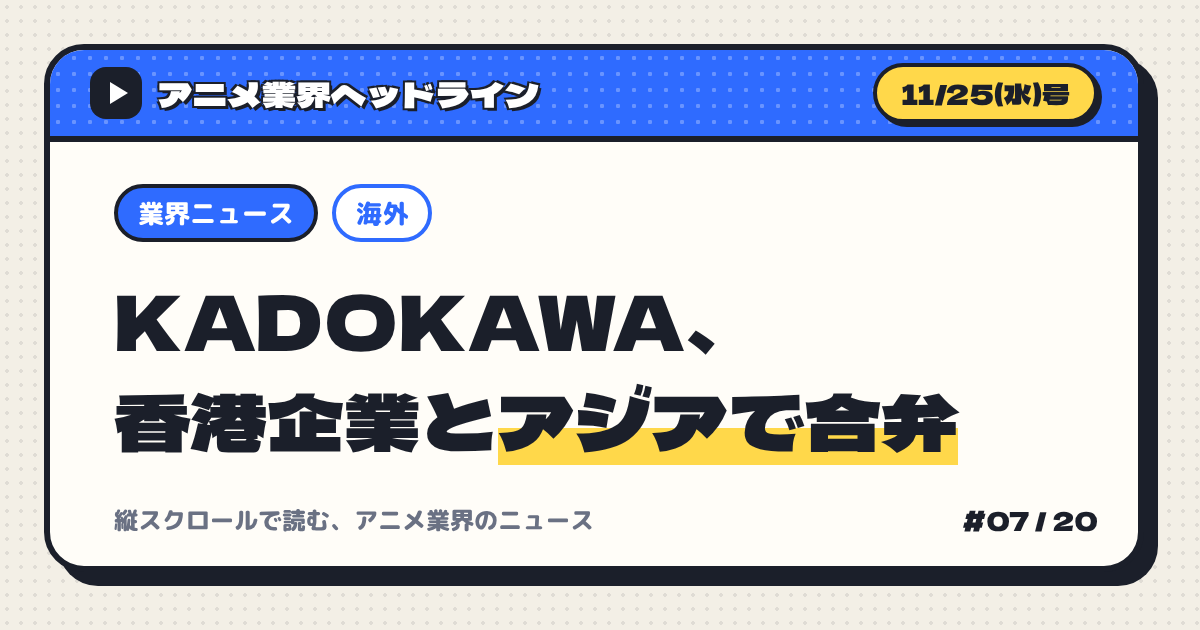 アニメ業界ヘッドライン
11/25(水)号
業界ニュース
海外
KADOKAWA、
香港企業とアジアで合弁
縦スクロールで読む、アニメ業界のニュース
#07 / 20